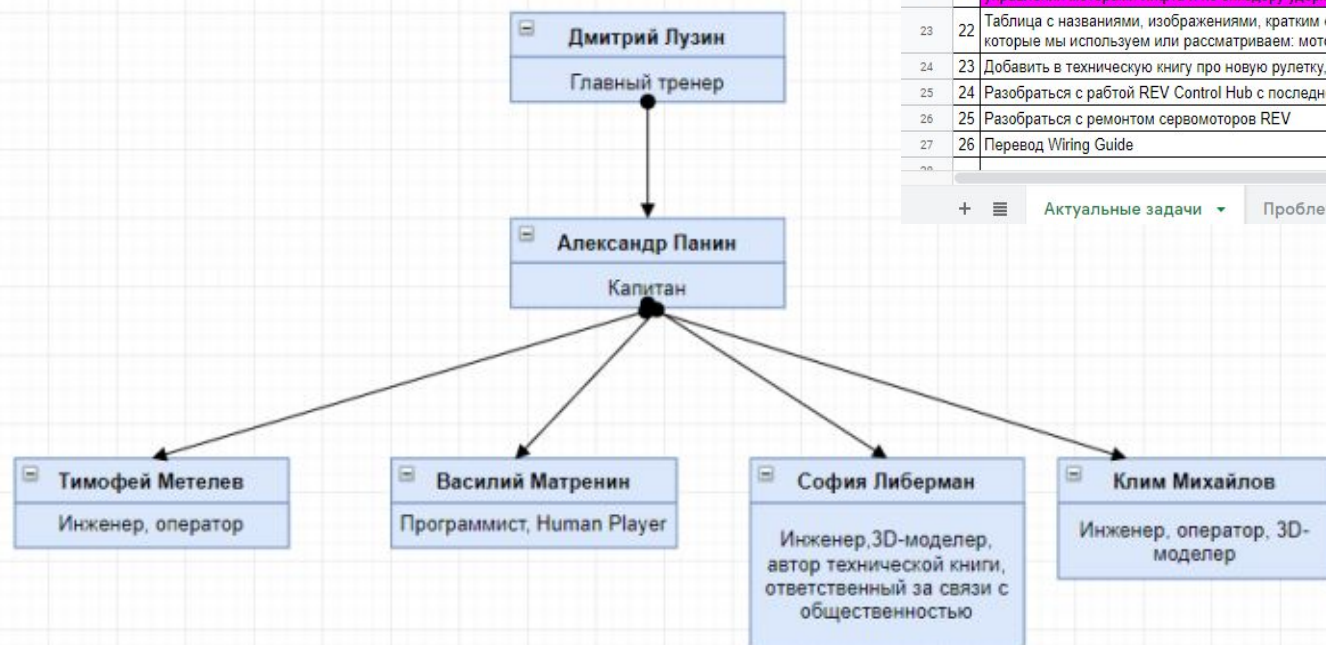 Дмитрий Лузин
Главный тренер
Александр Панин
Капитан
Тимофей Метелев
Инженер, оператор
Василий Матренин
Программист, Human Player
София Либерман
Инженер,3D-моделер,
автор технической книги,
ответственный за связи с
общественностью
Клим Михайлов
Инженер, оператор, 3D-
моделер
23 22 Таблица с названиями, изображениями, кратким
которые мы используем или рассматриваем:
24 23 Добавить в техническую книгу про новую рулетку,
25 24 Разобраться с рабтой REV Control Hub с
26 25 Разобраться с ремонтом сервомоторов REV
27 26 Перевод Wiring Guide
+ Актуальные задачи